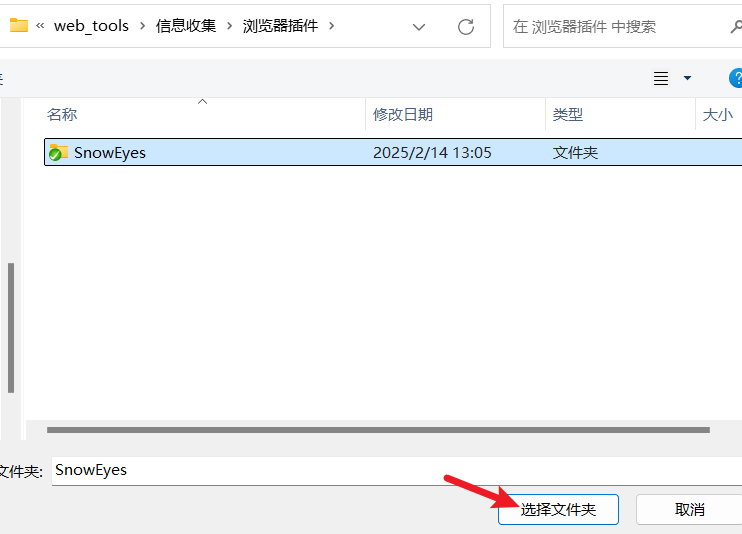 « web_tools › 信息收集 › 浏览器插件 ›
在 浏览器插件 中搜索
名称 修改日期 类型 大小
SnowEyes 2025/2/14 13:05 文件夹
文件夹: SnowEyes
选择文件夹 取消